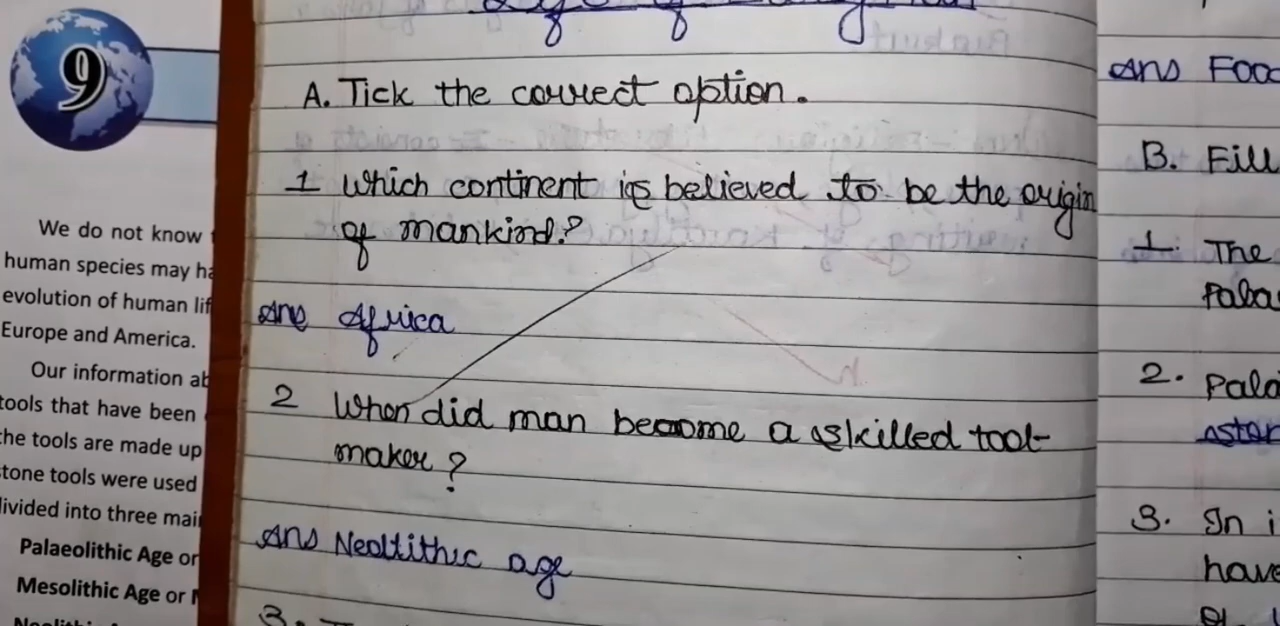 9
We do not know
human species may ha
evolution of human lif
Europe and America.
Our information ab
tools that have been
the tools are made up
stone tools were used
divided into three mai
Palaeolithic Age or
Mesolithic Age or
A. Tick the correct option.
1 Which continent is believed to be the origin
of mankind?
Ans Africa
2 When did man become a skilled tool-
maker?
Ans Neoltithic age
3.
Ans Food
B. Fill
1. The
2. Pala
3. In i
have